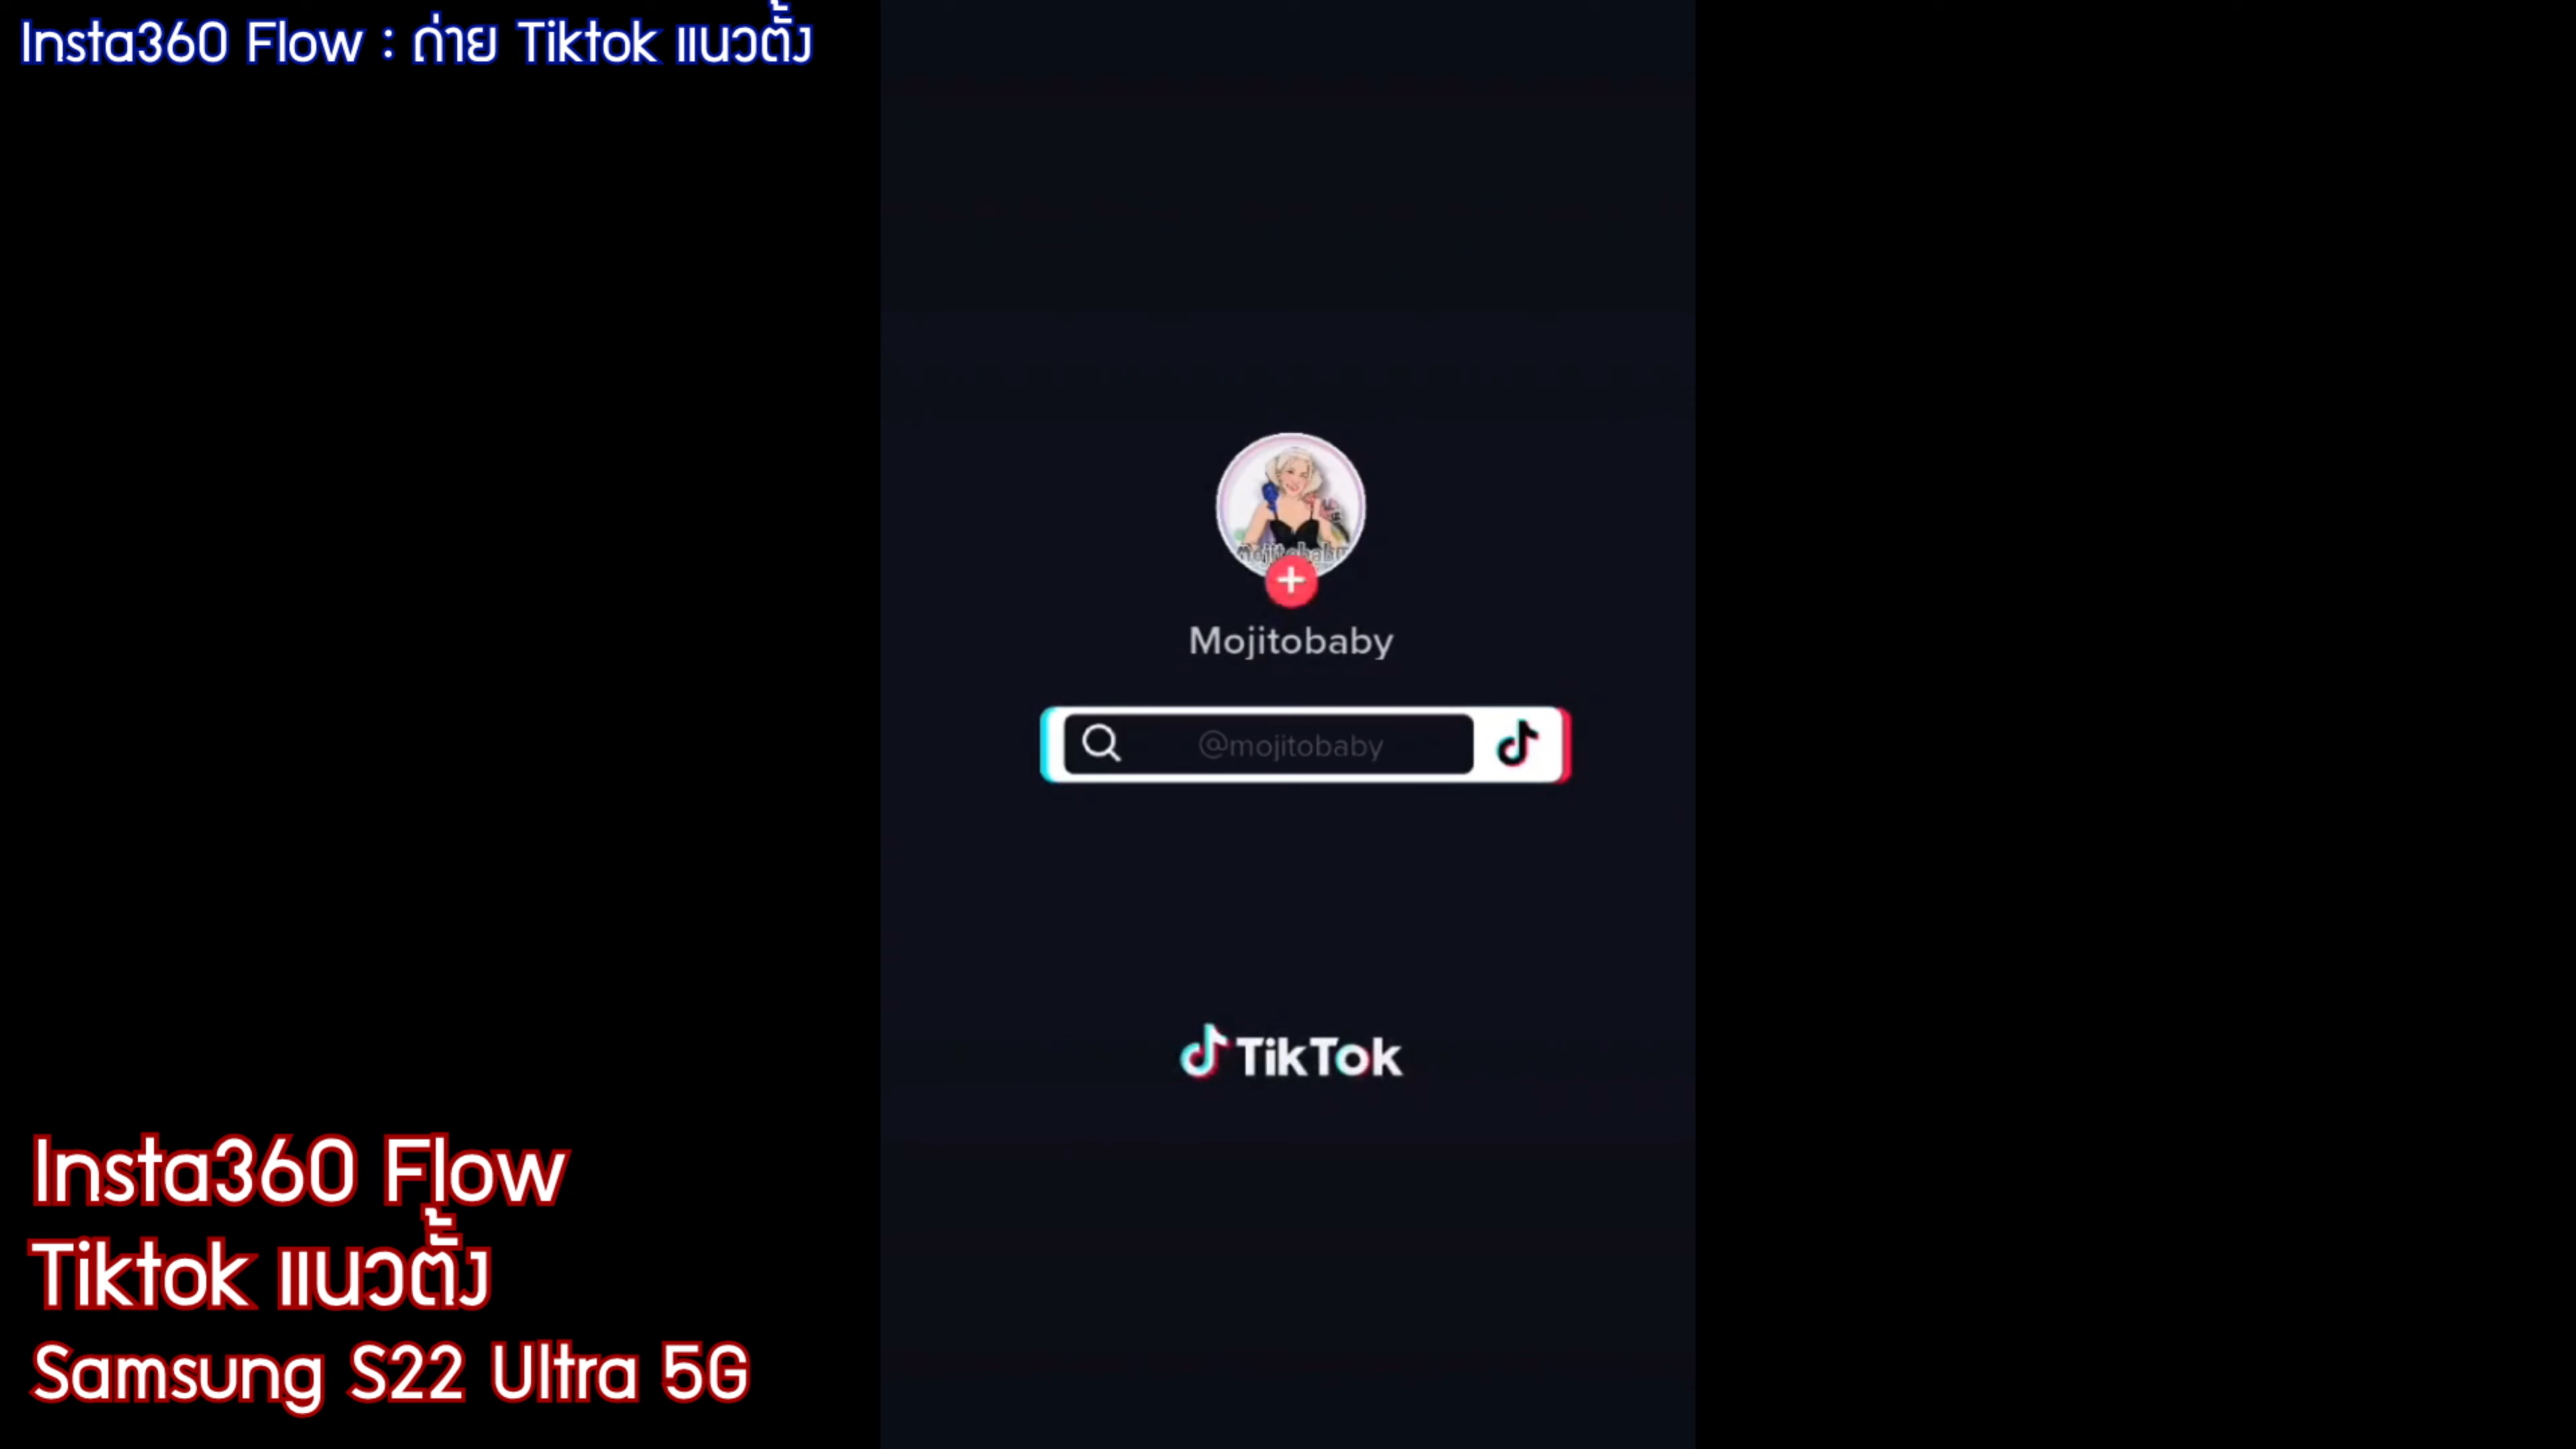 Insta360 Flow : ถ่าย Tiktok แนวตั้ง
Mojitobaby
Mojitobaby
@mojitobaby
TikTok
Insta360 Flow
Tiktok แนวตั้ง
Samsung S22 Ultra 5G